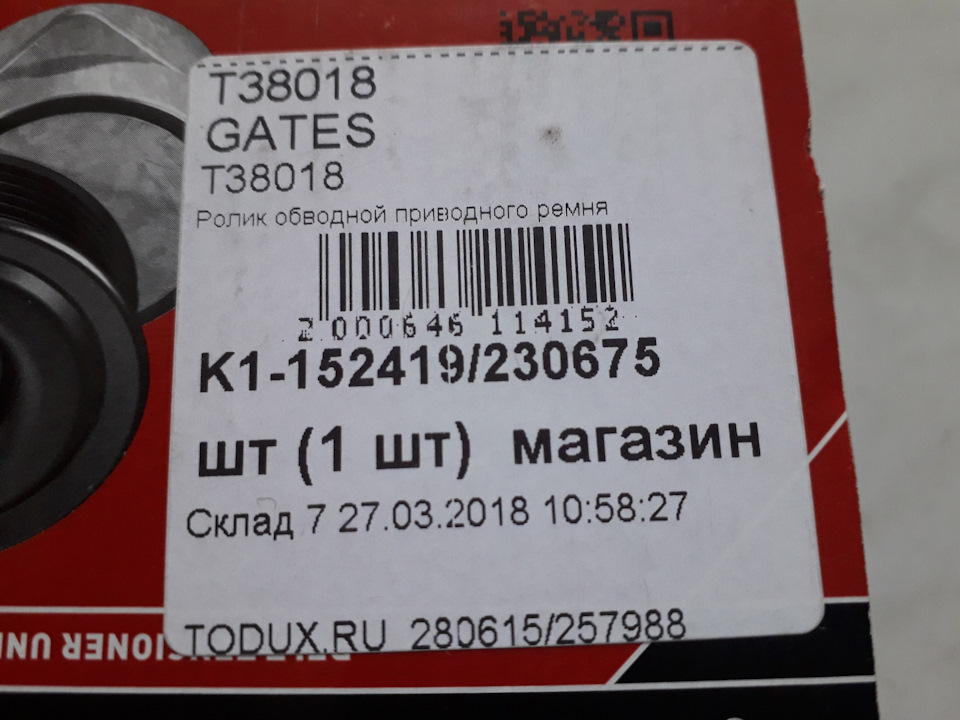 T38018
GATES
T38018
Ролик обводной приводного ремня
2 000646 114152
K1-152419/230675
шт (1 шт) магазин
Склад 7 27.03.2018 10:58:27
TODUX.RU 280615/257988